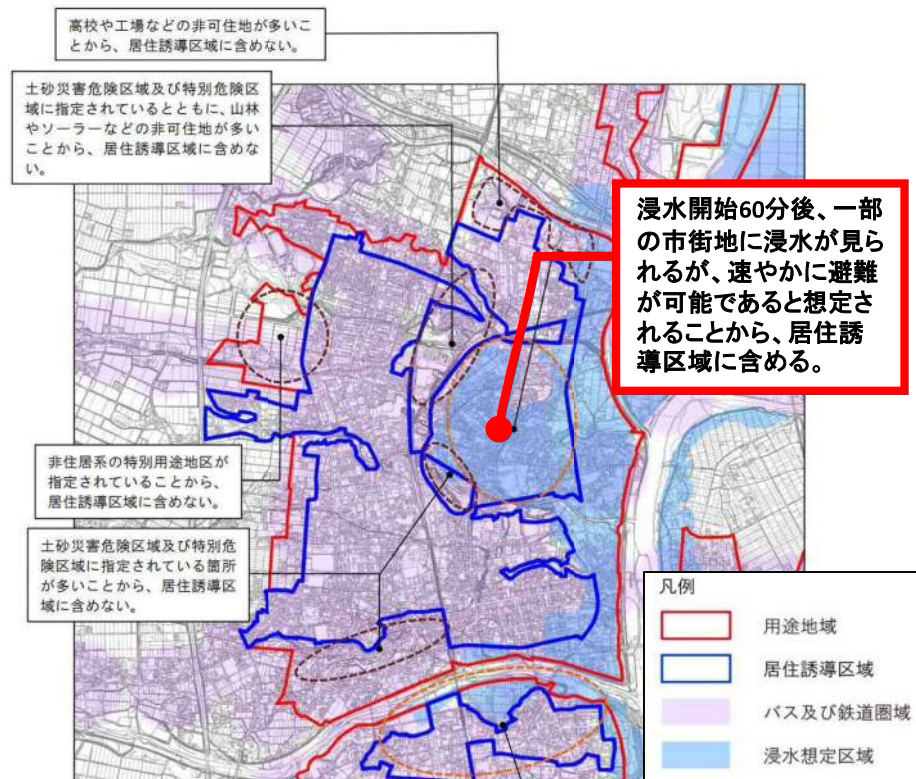 高校や工場などの非可住地が多いこ
とから、居住誘導区域に含めない。
土砂災害危険区域及び特別危険区
域に指定されているとともに、山林
やソーラーなどの非可住地が多い
ことから、居住誘導区域に含めな
い。
浸水開始60分後、一部
の市街地に浸水が見ら
れるが、速やかに避難
が可能であると想定さ
れることから、居住誘
導区域に含める。
非住居系の特別用途地区が
指定されていることから、
居住誘導区域に含めない。
土砂災害危険区域及び特別危
険区域に指定されている箇所
が多いことから、居住誘導区
域に含めない。
凡例
用途地域
居住誘導区域
バス及び鉄道圏域
浸水想定区域